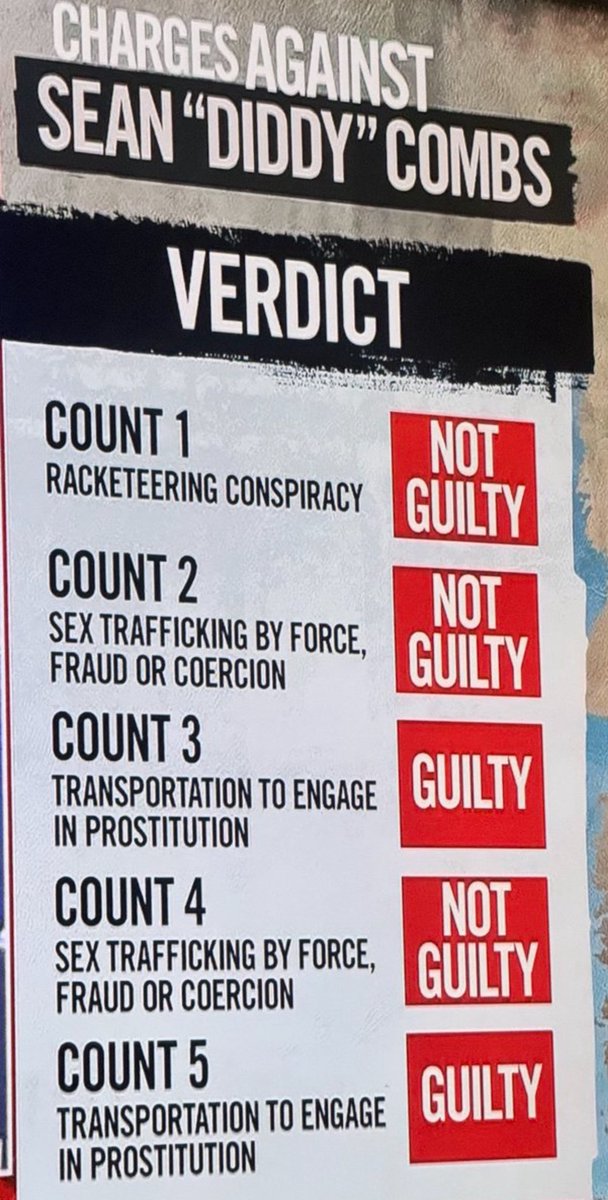 CHARGES AGAINST
SEAN “DIDDY” COMBS
VERDICT
COUNT 1
RACKETEERING CONSPIRACY
NOT
GUILTY
COUNT 2
SEX TRAFFICKING BY FORCE,
FRAUD OR COERCION
NOT
GUILTY
COUNT 3
TRANSPORTATION TO ENGAGE
IN PROSTITUTION
GUILTY
COUNT 4
SEX TRAFFICKING BY FORCE,
FRAUD OR COERCION
NOT
GUILTY
COUNT 5
TRANSPORTATION TO ENGAGE
IN PROSTITUTION
GUILTY